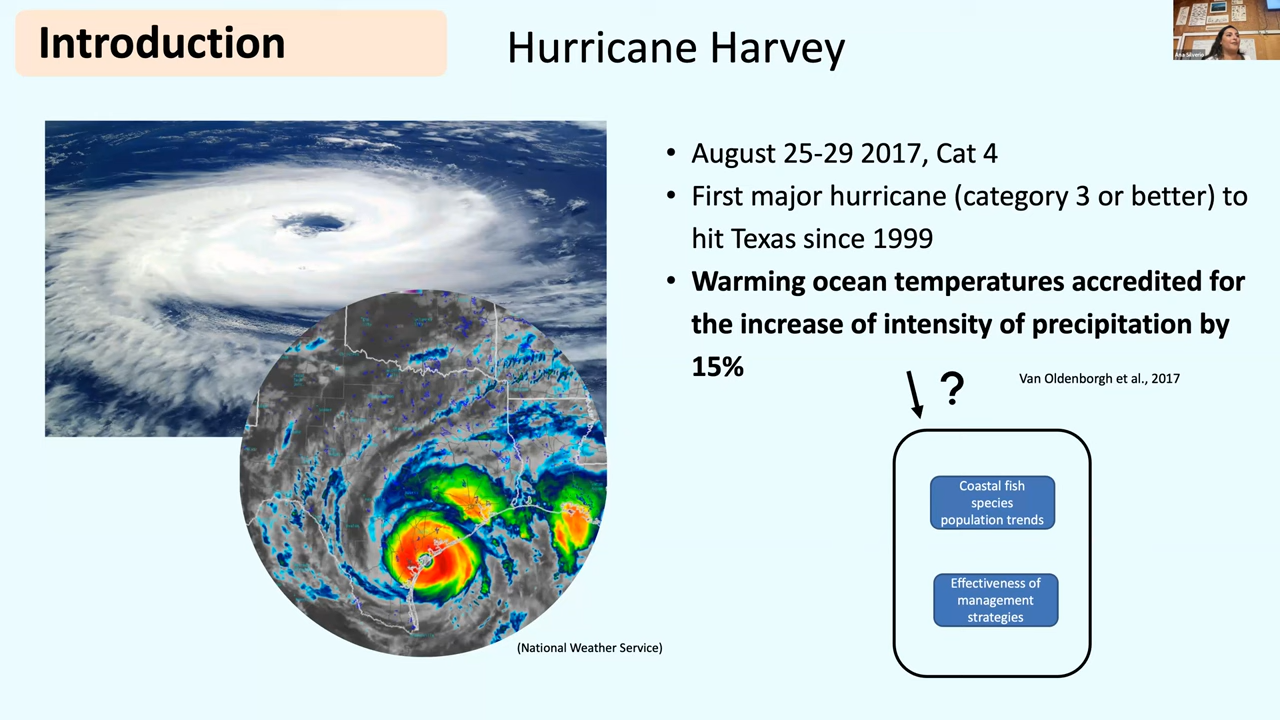 Introduction
Hurricane Harvey
Ana Silverio
• August 25-29 2017, Cat 4
• First major hurricane (category 3 or better) to
hit Texas since 1999
• Warming ocean temperatures accredited for
the increase of intensity of precipitation by
15%
?
Van Oldenborgh et al., 2017
Coastal fish
species
population trends
Effectiveness of
management
strategies
(National Weather Service)